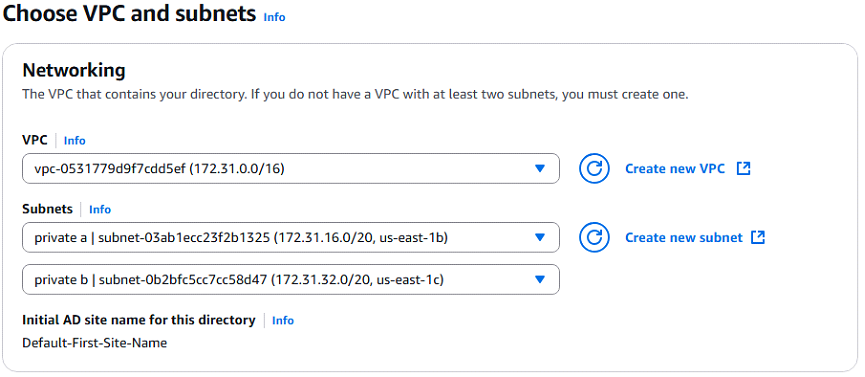 Choose VPC and subnets Info
Networking
The VPC that contains your directory. If you do not have a VPC with at least two subnets, you must create one.
VPC Info
vpc-0531779d9f7cdd5ef (172.31.0.0/16) Create new VPC
Subnets Info
private a | subnet-03ab1ecc23f2b1325 (172.31.16.0/20, us-east-1b) Create new subnet
private b | subnet-0b2bfc5cc7cc58d47 (172.31.32.0/20, us-east-1c)
Initial AD site name for this directory Info
Default-First-Site-Name